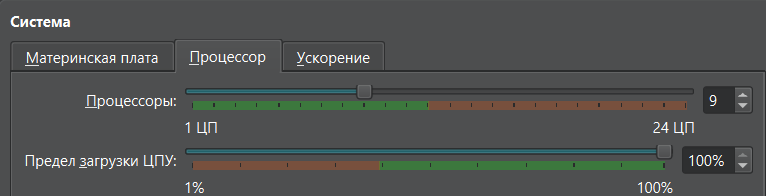 Система
Материнская плата Процессор Ускорение
Процессоры: 9
1 ЦП 24 ЦП
Предел загрузки ЦПУ: 100%
1% 100%